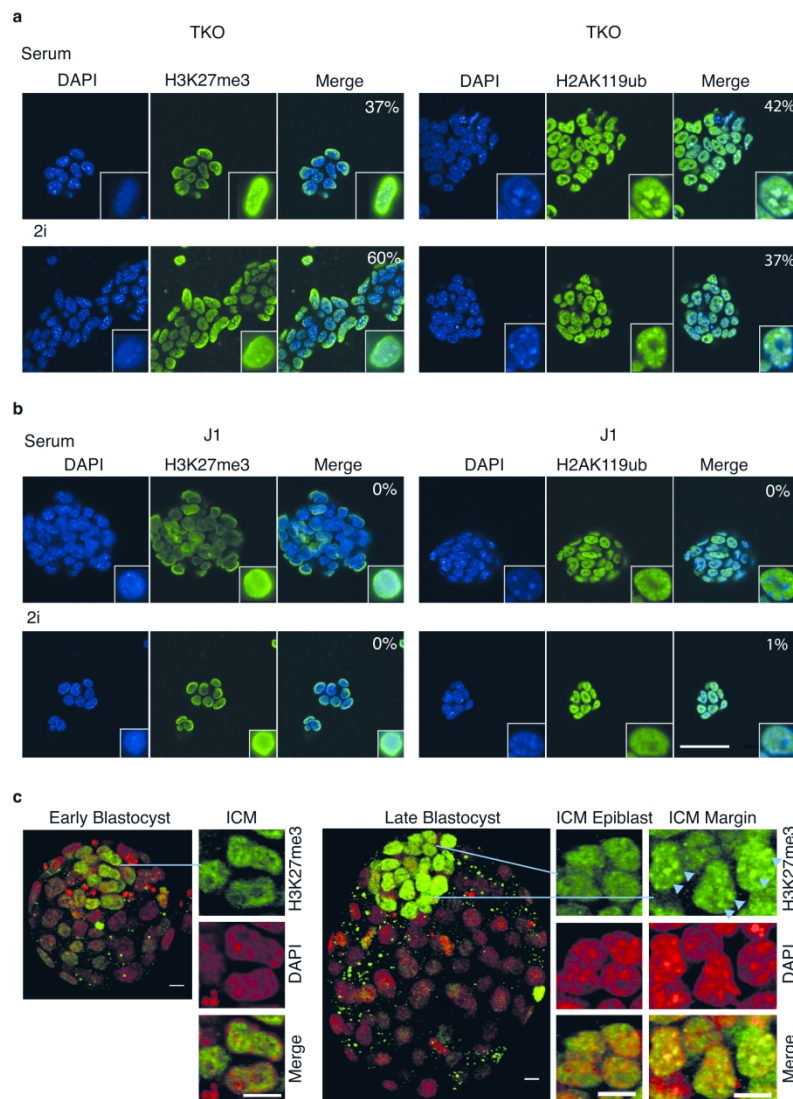 a
TKO TKO
Serum
DAPI H3K27me3 Merge DAPI H2AK119ub Merge
37% 42%
2i
60% 37%
b
J1 J1
Serum
DAPI H3K27me3 Merge DAPI H2AK119ub Merge
0% 0%
2i
0% 1%
c
Early Blastocyst ICM Late Blastocyst ICM Epiblast ICM Margin
H3K27me3 H3K27me3
DAPI DAPI
Merge Merge